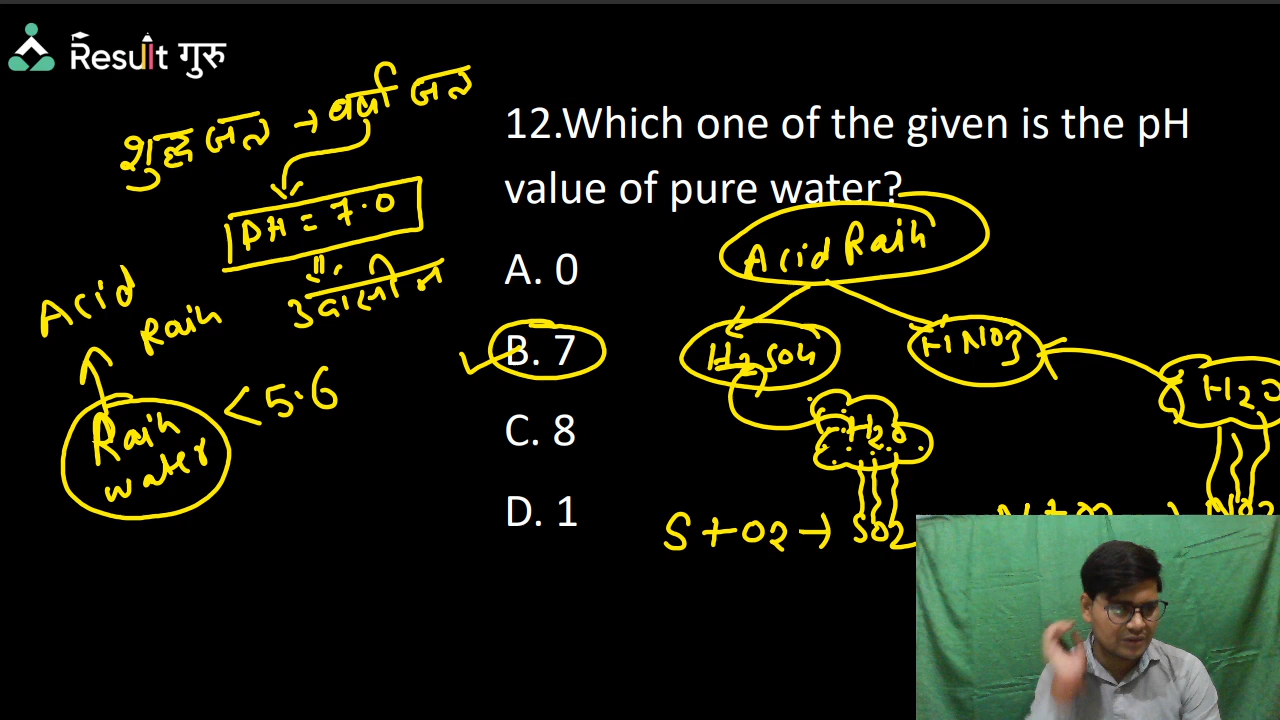 Result गुरु
शुद्ध जल → वर्षा जल
PH = 7.0
उदासीन
Acid Rain
Rain water < 5.6
12.Which one of the given is the pH
value of pure water?
A. 0
B. 7
C. 8
D. 1
Acid Rain
H2SO4
HNO3
H2O
H2O
S + O2 → SO2
NO2